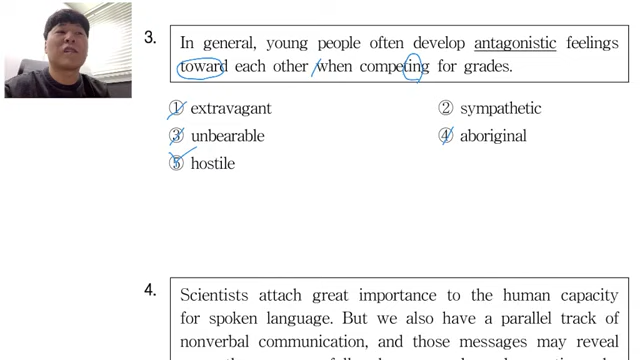 3.
In general, young people often develop antagonistic feelings
toward each other when competing for grades.
① extravagant
② sympathetic
③ unbearable
④ aboriginal
⑤ hostile
4.
Scientists attach great importance to the human capacity
for spoken language. But we also have a parallel track of
nonverbal communication, and those messages may reveal